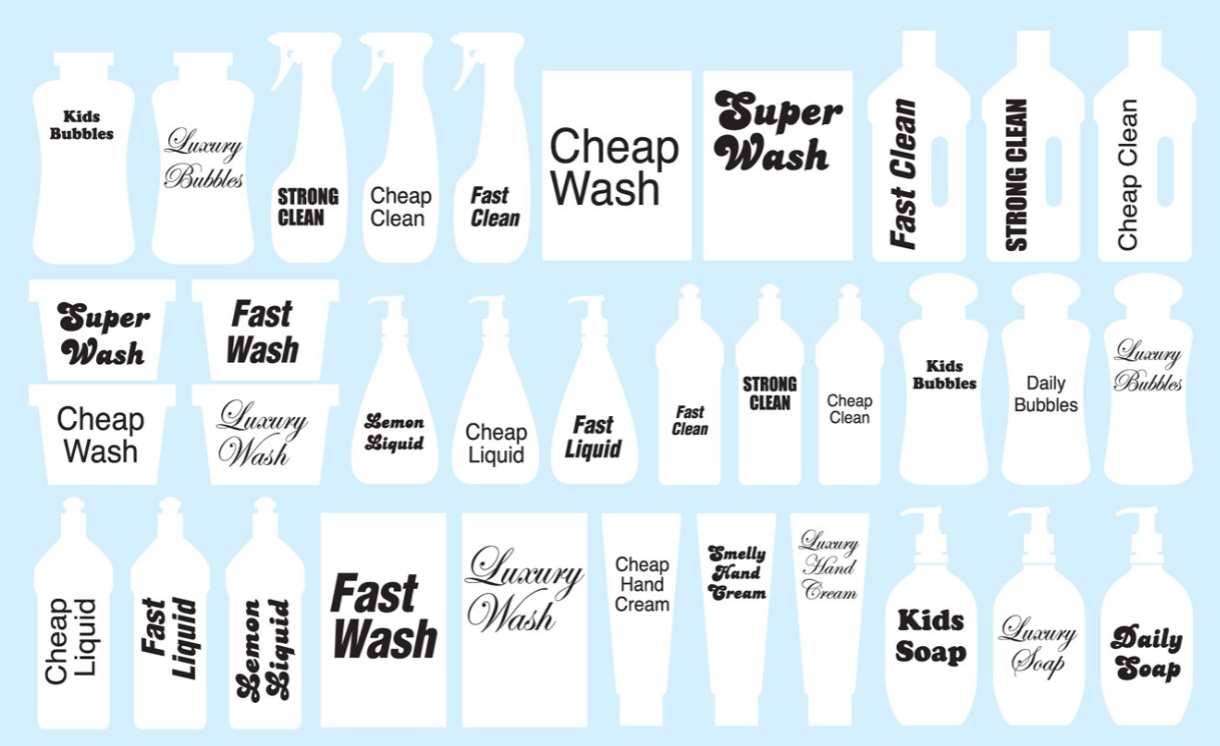 Kids
Bubbles
Luxury
Bubbles
STRONG
CLEAN
Cheap
Clean
Fast
Clean
Cheap
Wash
Super
Wash
Fast Clean
STRONG CLEAN
Cheap Clean
Super
Wash
Fast
Wash
Cheap
Wash
Luxury
Wash
Lemon
Liquid
Cheap
Liquid
Fast
Liquid
Fast
Clean
STRONG
CLEAN
Cheap
Clean
Kids
Bubbles
Daily
Bubbles
Luxury
Bubbles
Cheap
Liquid
Fast
Liquid
Lemon
Liquid
Fast
Wash
Luxury
Wash
Cheap
Hand
Cream
Smelly
Hand
Cream
Luxury
Hand
Cream
Kids
Soap
Luxury
Soap
Daily
Soap